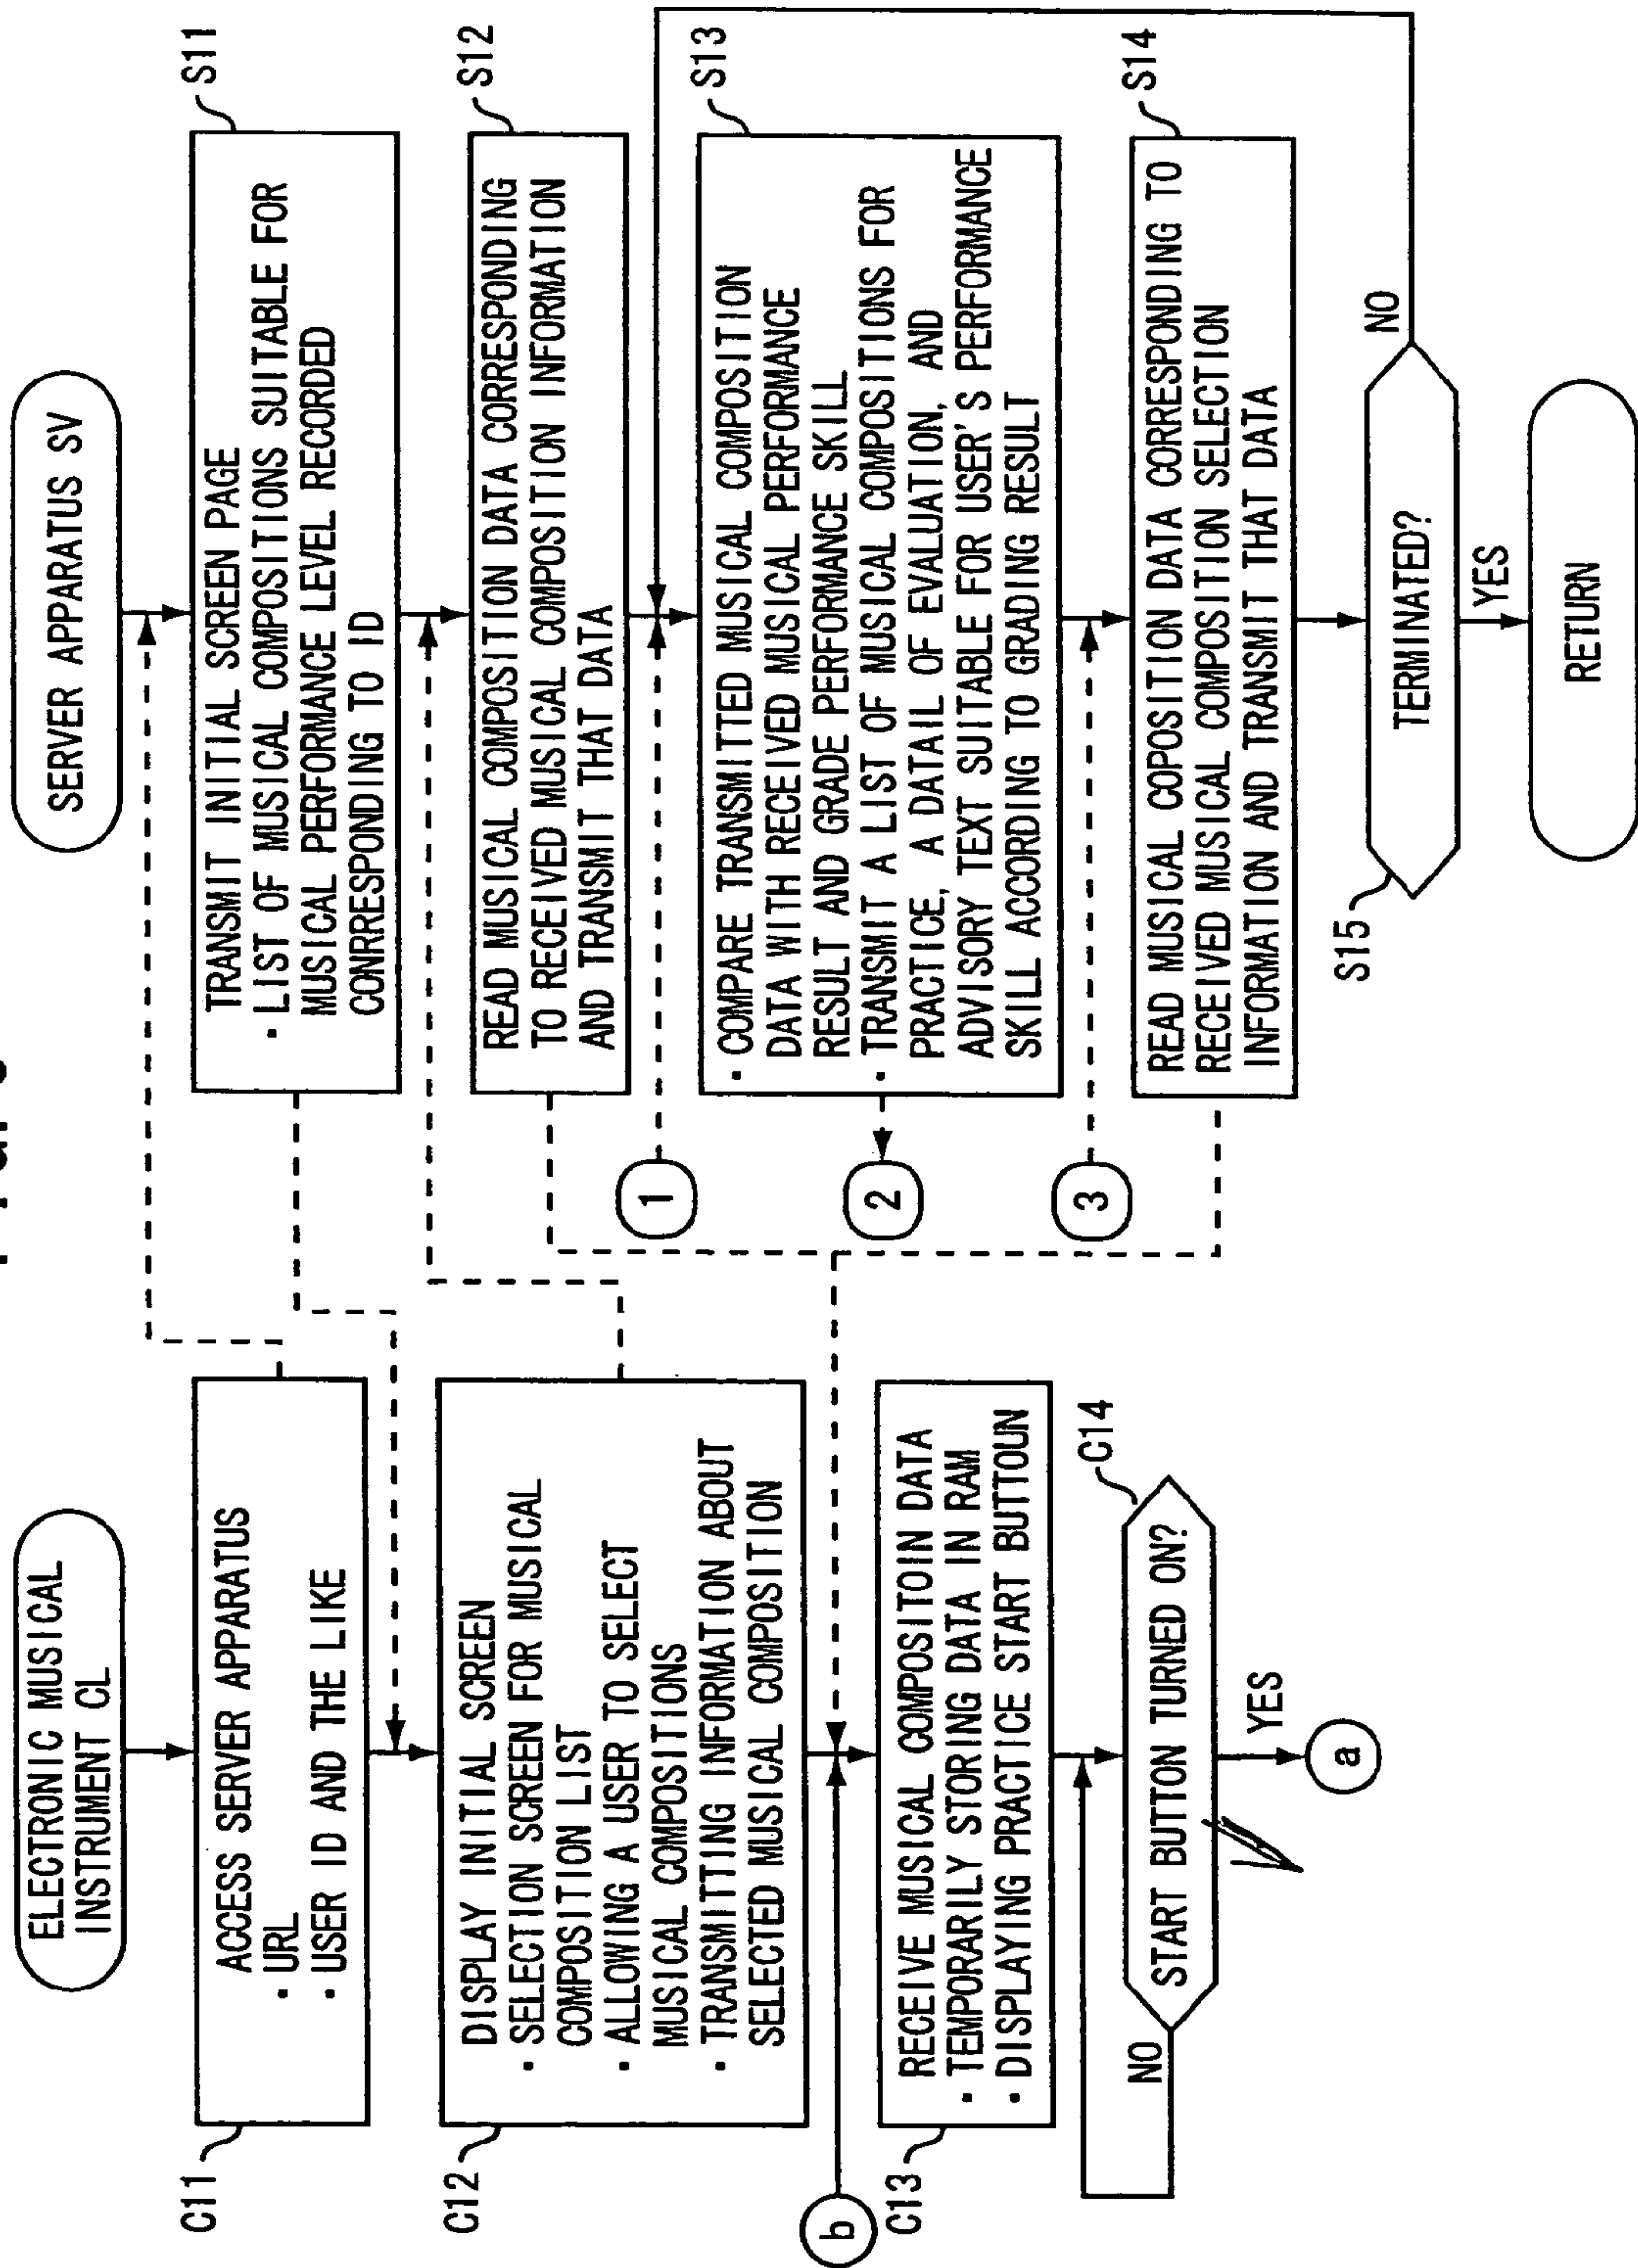 ELECTRONIC MUSICAL
INSTRUMENT CL
C11
ACCESS SERVER APPARATUS
· URL
· USER ID AND THE LIKE
C12
DISPLAY INITIAL SCREEN
· SELECTION SCREEN FOR MUSICAL
COMPOSITION LIST
· ALLOWING A USER TO SELECT
MUSICAL COMPOSITIONS
· TRANSMITTING INFORMATION ABOUT
SELECTED MUSICAL COMPOSITION
b
C13
RECEIVE MUSICAL COMPOSITOIN DATA
· TEMPORARILY STORING DATA IN RAM
· DISPLAYING PRACTICE START BUTTOUN
C14
START BUTTON TURNED ON?
NO
YES
a
SERVER APPARATUS SV
S11
TRANSMIT INITIAL SCREEN PAGE
· LIST OF MUSICAL COMPOSITIONS SUITABLE FOR
MUSICAL PERFORMANCE LEVEL RECORDED
CONRRESPONDING TO ID
S12
READ MUSICAL COMPOSITION DATA CORRESPONDING
TO RECEIVED MUSICAL COMPOSITION INFORMATION
AND TRANSMIT THAT DATA
1
S13
· COMPARE TRANSMITTED MUSICAL COMPOSITION
DATA WITH RECEIVED MUSICAL PERFORMANCE
RESULT AND GRADE PERFORMANCE SKILL
· TRANSMIT A LIST OF MUSICAL COMPOSITIONS FOR
PRACTICE, A DATAIL OF EVALUATION, AND
ADVISORY TEXT SUITABLE FOR USER'S PERFORMANCE
SKILL ACCORDING TO GRADING RESULT
2
3
S14
READ MUSICAL COPOSITION DATA CORRESPONDING TO
RECEIVED MUSICAL COMPOSITION SELECTION
INFORMATION AND TRANSMIT THAT DATA
S15
TERMINATED?
NO
YES
RETURN